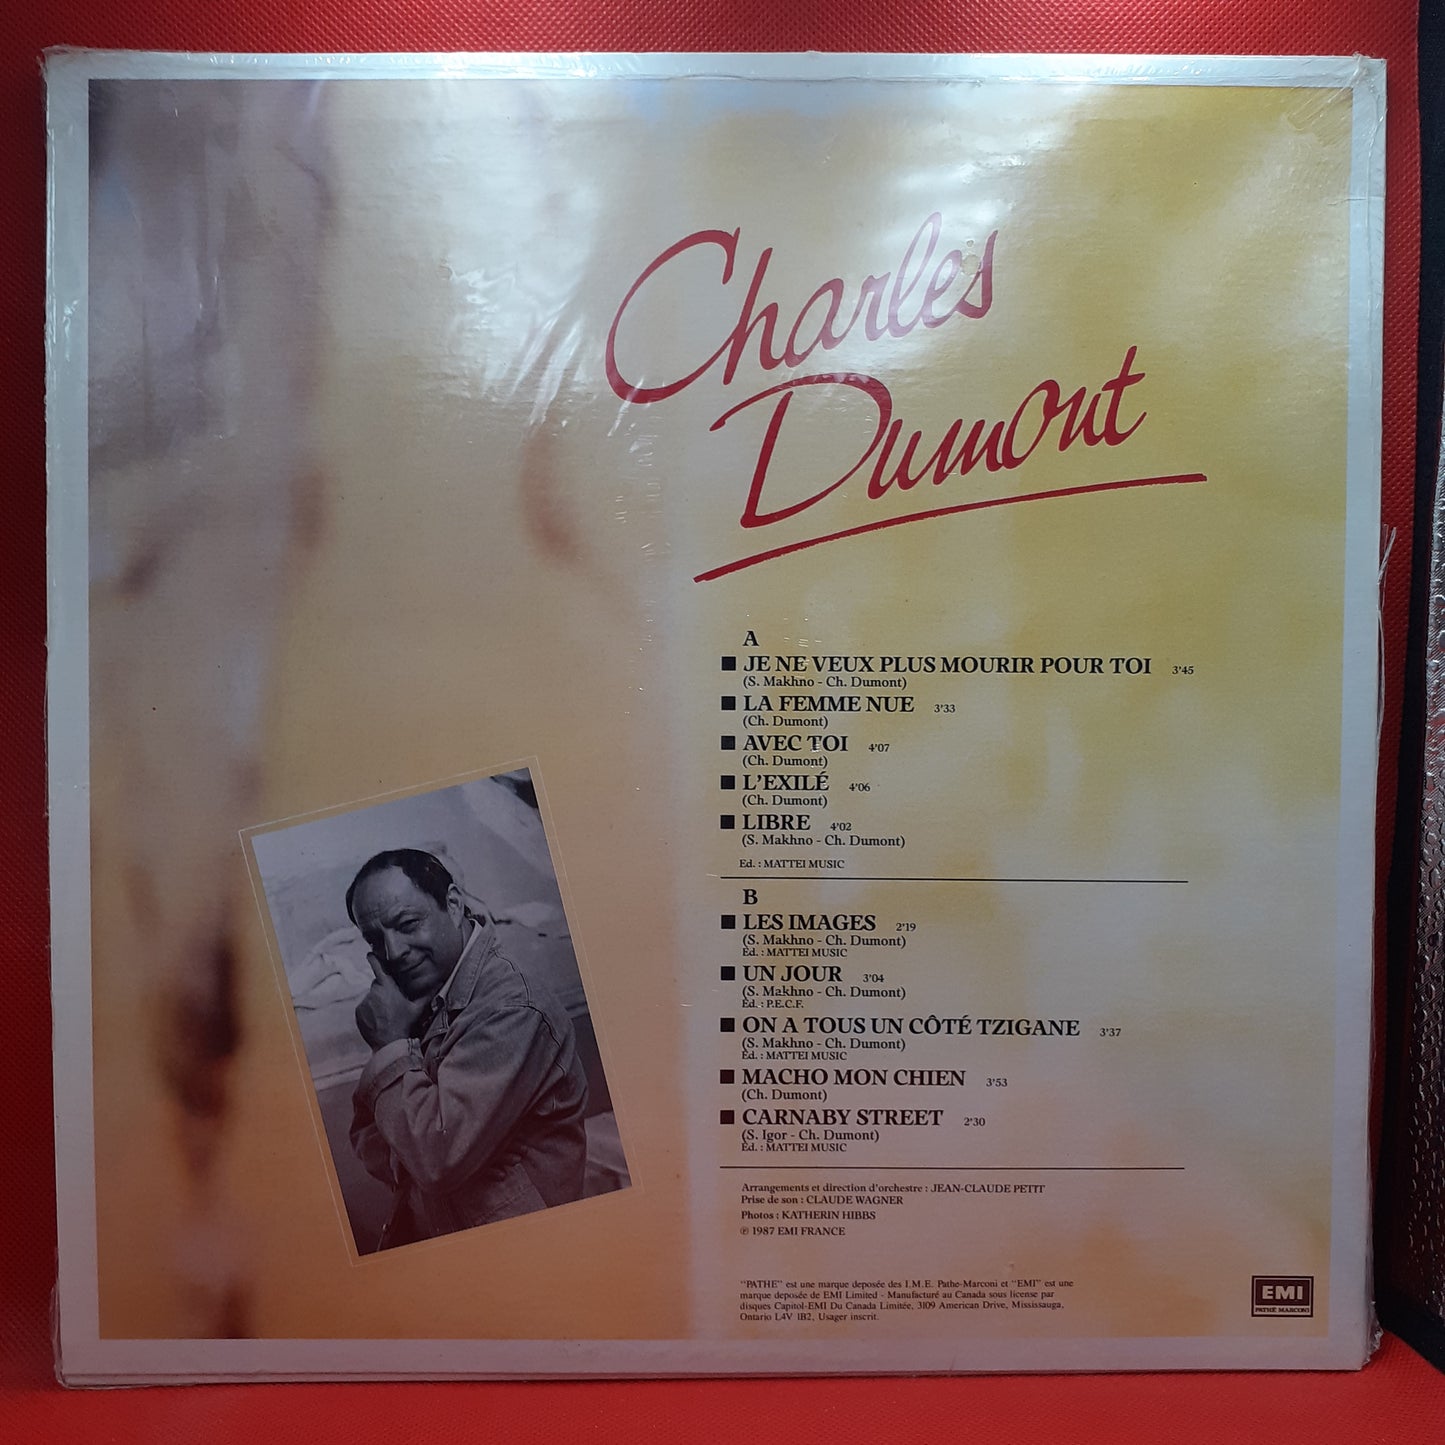 Charles
Dumont
A
■ JE NE VEUX PLUS MOURIR POUR TOI 3'45
(S. Makhno - Ch. Dumont)
■ LA FEMME NUE 3'33
(Ch. Dumont)
■ AVEC TOI 4'07
(Ch. Dumont)
■ L'EXILÉ 4'06
(Ch. Dumont)
■ LIBRE 4'02
(S. Makhno - Ch. Dumont)
Ed. : MATTEI MUSIC
B
■ LES IMAGES 2'19
(S. Makhno - Ch. Dumont)
Ed. : MATTEI MUSIC
■ UN JOUR 3'04
(S. Makhno - Ch. Dumont)
Ed. : P.E.C.F.
■ ON A TOUS UN CÔTÉ TZIGANE 3'37
(S. Makhno - Ch. Dumont)
Ed. : MATTEI MUSIC
■ MACHO MON CHIEN 3'53
(Ch. Dumont)
■ CARNABY STREET 2'30
(S. Igor - Ch. Dumont)
Ed. : MATTEI MUSIC
Arrangements et direction d'orchestre : JEAN-CLAUDE PETIT
Prise de son : CLAUDE WAGNER
Photos : KATHERIN HIBBS
℗ 1987 EMI FRANCE
"PATHE" est une marque deposée des I.M.E. Pathe-Marconi et "EMI" est une
marque deposée de EMI Limited - Manufacturé au Canada sous license par
disques Capitol-EMI Du Canada Limitée, 3109 American Drive, Mississauga,
Ontario L4V 1B2, Usager inscrit.
EMI
PATHÉ MARCONI